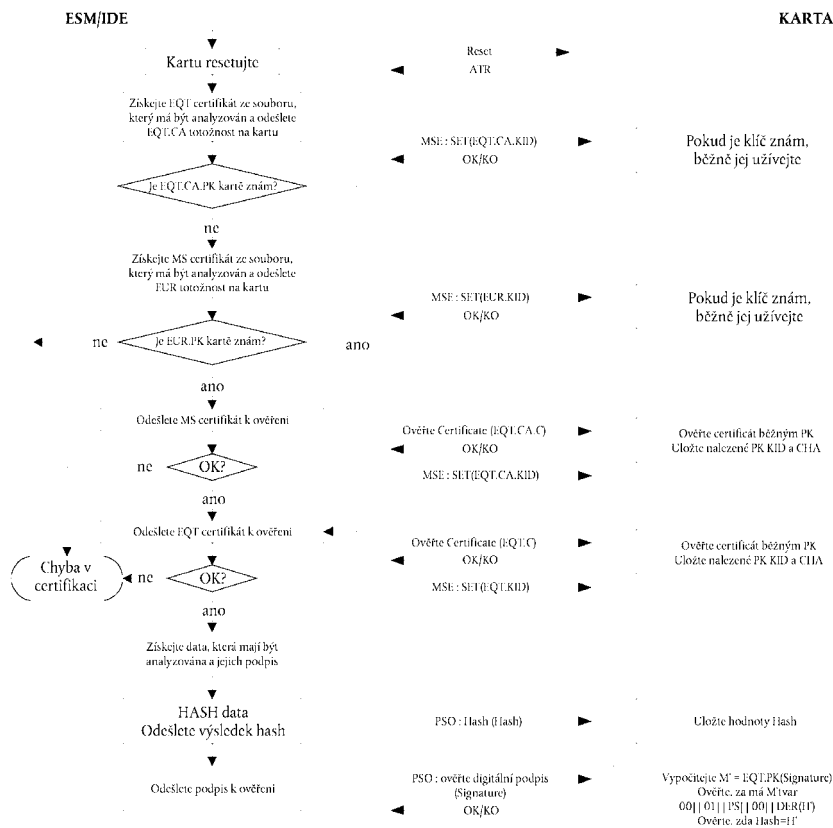 ESM/IDE
KARTA
Kartu resetujte
Reset
ATR
Získejte EQT certifikát ze souboru,
který má být analyzován a odešlete
EQT.CA totožnost na kartu
MSE : SET(EQT.CA.KID)
OK/KO
Pokud je klíč znám,
běžně jej užívejte
Je EQT.CA.PK kartě znám?
ne
Získejte MS certifikát ze souboru,
který má být analyzován a odešlete
EUR totožnost na kartu
MSE : SET(EUR.KID)
OK/KO
Pokud je klíč znám,
běžně jej užívejte
ne
Je EUR.PK kartě znám?
ano
ano
Odešlete MS certifikát k ověření
Ověřte Certificate (EQT.CA.C)
OK/KO
Ověřte certificát běžným PK
Uložte nalezené PK KID a CHA
ne
OK?
MSE : SET(EQT.CA.KID)
ano
Odešlete EQT certifikát k ověření
Ověřte Certificate (EQT.C)
OK/KO
Ověřte certificát běžným PK
Uložte nalezené PK KID a CHA
Chyba v
certifikaci
ne
OK?
MSE : SET(EQT.KID)
ano
Získejte data, která mají být
analyzována a jejich podpis
HASH data
Odešlete výsledek hash
PSO : Hash (Hash)
Uložte hodnoty Hash
Odešlete podpis k ověření
PSO : ověřte digitální podpis
(Signature)
OK/KO
Vypočítejte M' = EQT.PK(Signature)
Ověřte, za má M'tvar
00||01||PS||00||DER(H')
Ověrte, zda Hash=H'